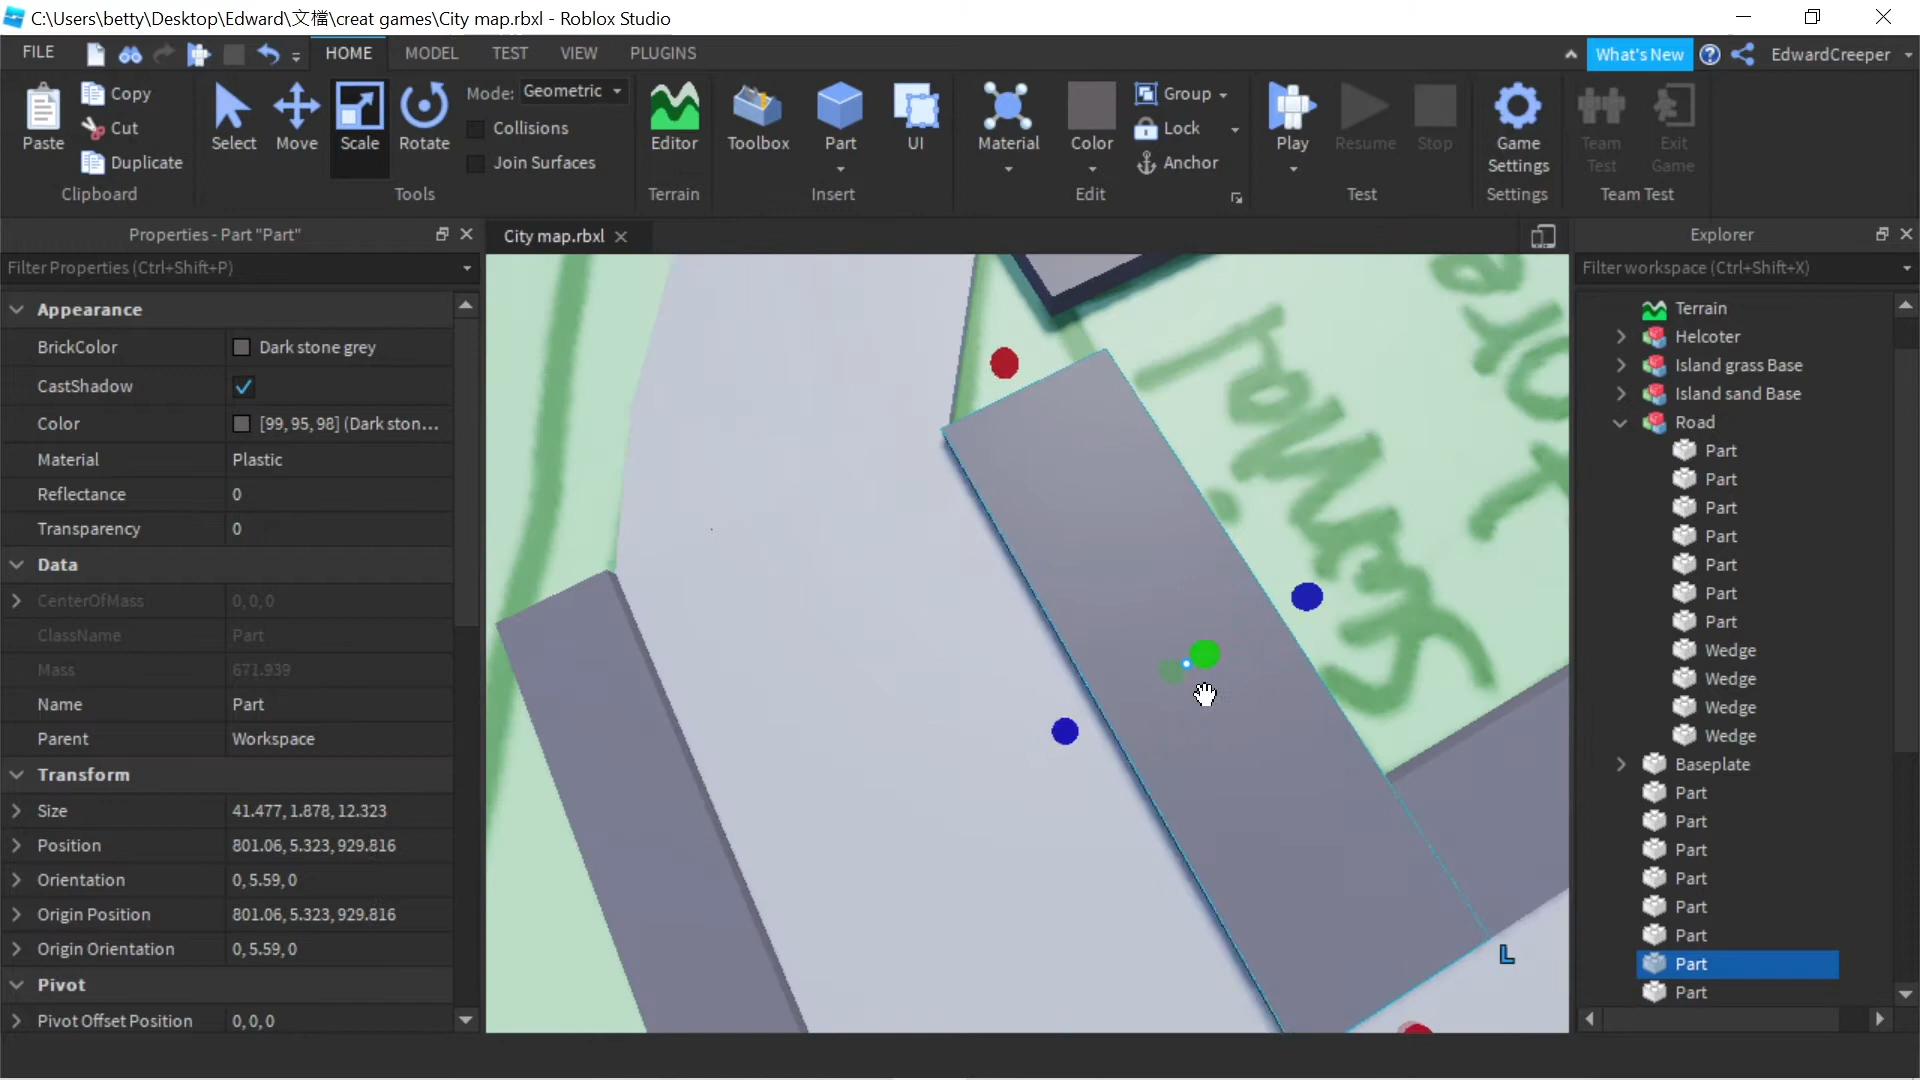 C:\Users\betty\Desktop\Edward\文檔\creat games\City map.rbxl - Roblox Studio
FILE HOME MODEL TEST VIEW PLUGINS What's New EdwardCreeper
Paste Copy Cut Duplicate Clipboard
Select Move Scale Rotate Mode: Geometric Collisions Join Surfaces Tools
Editor Terrain
Toolbox Part UI Insert
Material Color Group Lock Anchor Edit
Play Resume Stop Test
Game Settings Settings
Team Test Exit Game Team Test
Properties - Part "Part"
City map.rbxl
Explorer
Filter Properties (Ctrl+Shift+P)
Filter workspace (Ctrl+Shift+X)
Appearance
BrickColor Dark stone grey
CastShadow
Color [99, 95, 98] (Dark ston...
Material Plastic
Reflectance 0
Transparency 0
Data
CenterOfMass 0, 0, 0
ClassName Part
Mass 671.939
Name Part
Parent Workspace
Transform
Size 41.477, 1.878, 12.323
Position 801.06, 5.323, 929.816
Orientation 0, 5.59, 0
Origin Position 801.06, 5.323, 929.816
Origin Orientation 0, 5.59, 0
Pivot
Pivot Offset Position 0, 0, 0
L
Terrain
Helcoter
Island grass Base
Island sand Base
Road
Part
Part
Part
Part
Part
Part
Part
Wedge
Wedge
Wedge
Wedge
Baseplate
Part
Part
Part
Part
Part
Part
Part
Part